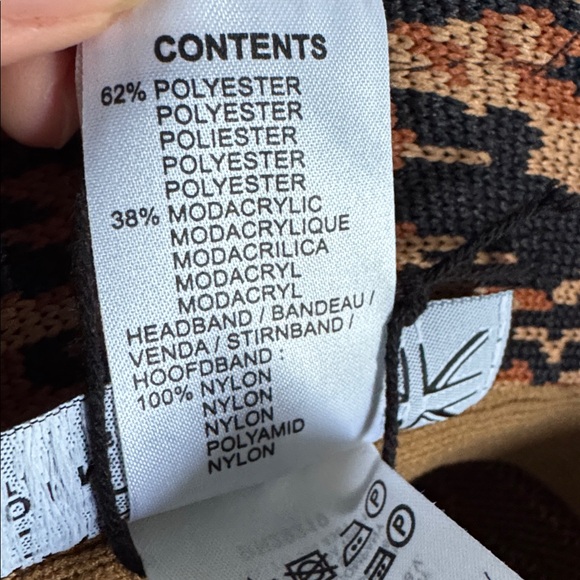 CONTENTS
62% POLYESTER
POLYESTER
POLIESTER
POLYESTER
POLYESTER
38% MODACRYLIC
MODACRYLIQUE
MODACRILICA
MODACRYL
MODACRYL
HEADBAND / BANDEAU /
VENDA / STIRNBAND /
HOOFDBAND :
100% NYLON
NYLON
NYLON
POLYAMID
NYLON
P
P